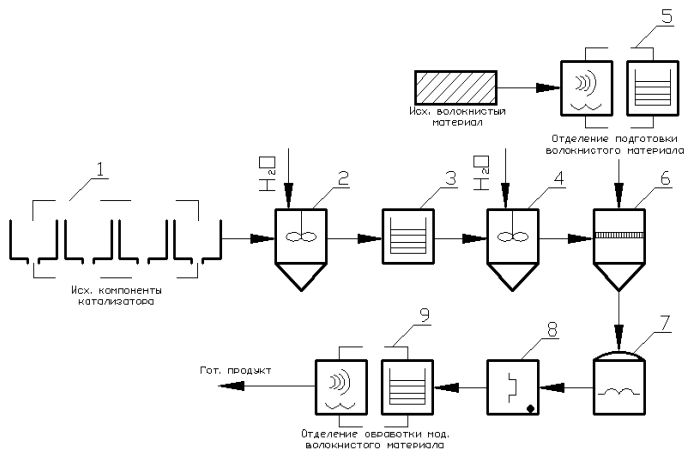 5
Исх. волокнистый
материал
Отделение подготовки
волокнистого материала
1
H₂O
2
3
H₂O
4
6
Исх. компоненты
катализатора
9
8
7
Гот. продукт
Отделение обработки мод.
волокнистого материала